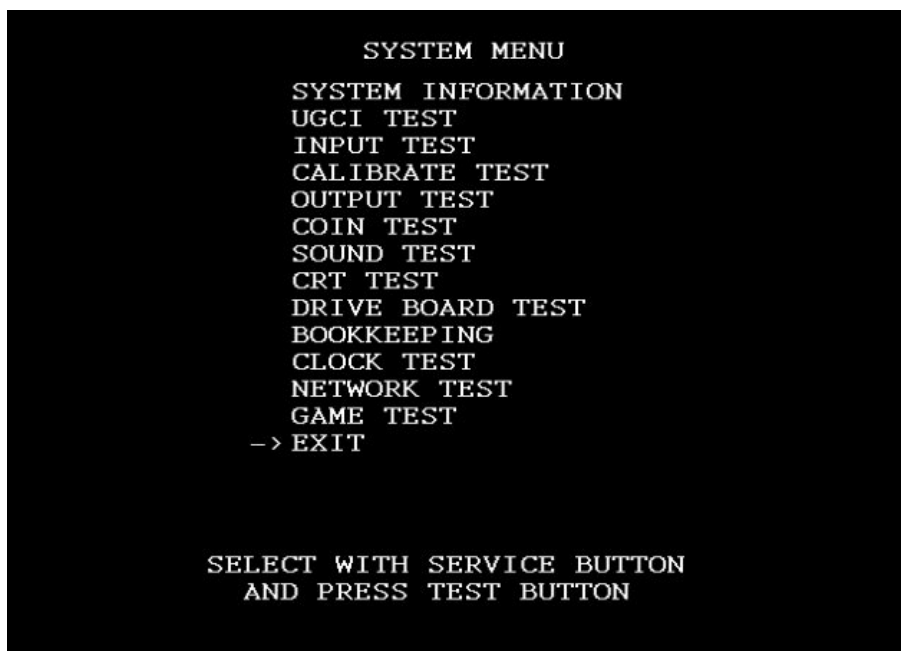 SYSTEM MENU
SYSTEM INFORMATION
UGCI TEST
INPUT TEST
CALIBRATE TEST
OUTPUT TEST
COIN TEST
SOUND TEST
CRT TEST
DRIVE BOARD TEST
BOOKKEEPING
CLOCK TEST
NETWORK TEST
GAME TEST
-> EXIT
SELECT WITH SERVICE BUTTON
AND PRESS TEST BUTTON